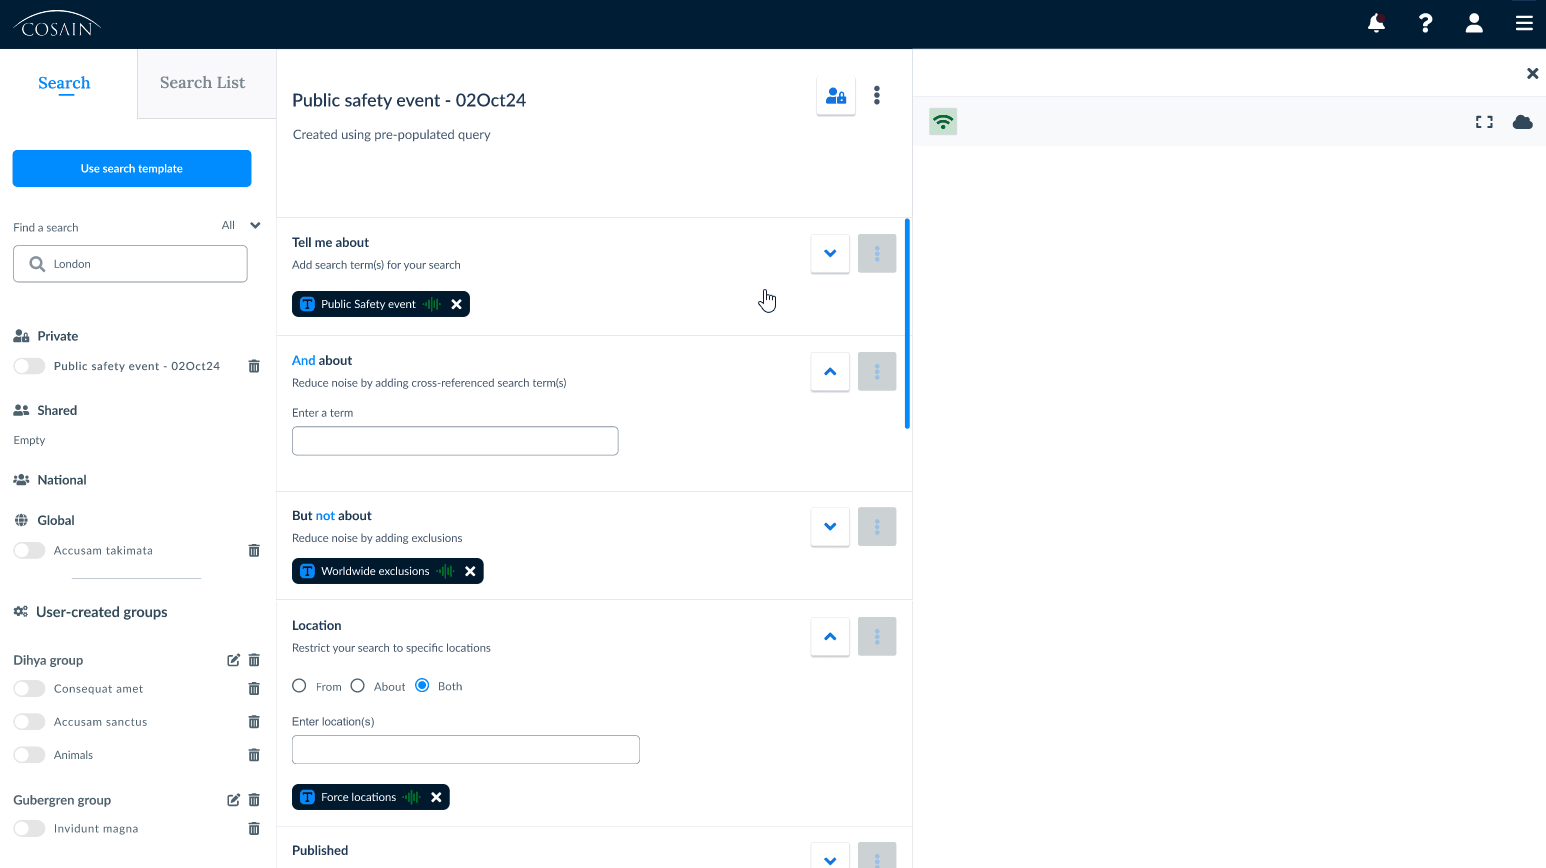 COSAIN
Search
Search List
Use search template
Find a search
All
London
Private
Public safety event - 02Oct24
Shared
Empty
National
Global
Accusam takimata
User-created groups
Dihya group
Consequat amet
Accusam sanctus
Animals
Gubergren group
Invidunt magna
Public safety event - 02Oct24
Created using pre-populated query
Tell me about
Add search term(s) for your search
T Public Safety event
And about
Reduce noise by adding cross-referenced search term(s)
Enter a term
But not about
Reduce noise by adding exclusions
T Worldwide exclusions
Location
Restrict your search to specific locations
From About Both
Enter location(s)
T Force locations
Published